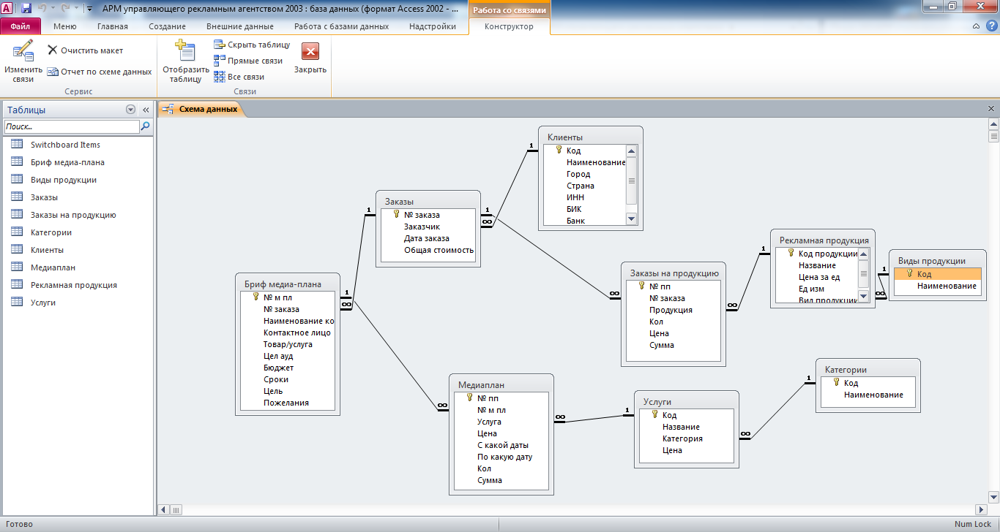 АРМ управляющего рекламным агентством 2003 : база данных (формат Access 2002 - ...
Работа со связями
Файл
Меню
Главная
Создание
Внешние данные
Работа с базами данных
Надстройки
Конструктор
Изменить
связи
Очистить макет
Отчет по схеме данных
Сервис
Отобразить
таблицу
Скрыть таблицу
Прямые связи
Все связи
Закрыть
Связи
Таблицы
Поиск...
Switchboard Items
Бриф медиа-плана
Виды продукции
Заказы
Заказы на продукцию
Категории
Клиенты
Медиаплан
Рекламная продукция
Услуги
Схема данных
Клиенты
Код
Наименование
Город
Страна
ИНН
БИК
Банк
1
Заказы
№ заказа
Заказчик
Дата заказа
Общая стоимость
1
1
∞
Бриф медиа-плана
№ м пл
№ заказа
Наименование ко
Контактное лицо
Товар/услуга
Цел ауд
Бюджет
Сроки
Цель
Пожелания
1
∞
Заказы на продукцию
№ пп
№ заказа
Продукция
Кол
Цена
Сумма
∞
∞
Рекламная продукция
Код продукции
Название
Цена за ед
Ед изм
Вид продукции
1
∞
Виды продукции
Код
Наименование
1
Медиаплан
№ пп
№ м пл
Услуга
Цена
С какой даты
По какую дату
Кол
Сумма
∞
∞
Услуги
Код
Название
Категория
Цена
1
∞
Категории
Код
Наименование
1
Готово
Num Lock